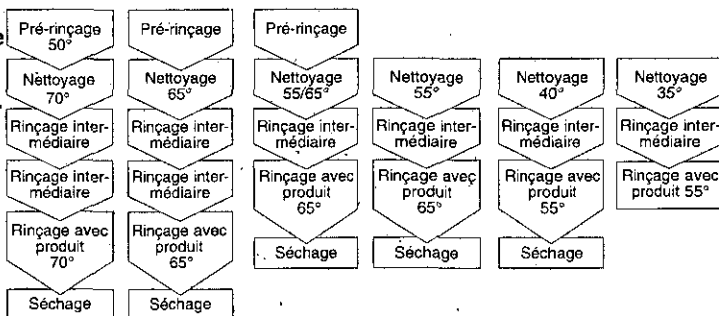 e
Pré-rinçage
50°
Nettoyage
70°
Rinçage inter-
médiaire
Rinçage inter-
médiaire
Rinçage avec
produit
70°
Séchage
Pré-rinçage
Nettoyage
65°
Rinçage inter-
médiaire
Rinçage inter-
médiaire
Rinçage avec
produit
65°
Séchage
Pré-rinçage
Nettoyage
55/65°
Rinçage inter-
médiaire
Rinçage avec
produit
65°
Séchage
Nettoyage
55°
Rinçage inter-
médiaire
Rinçage avec
produit
65°
Séchage
Nettoyage
40°
Rinçage inter-
médiaire
Rinçage avec
produit
55°
Séchage
Nettoyage
35°
Rinçage inter-
médiaire
Rinçage avec
produit 55°